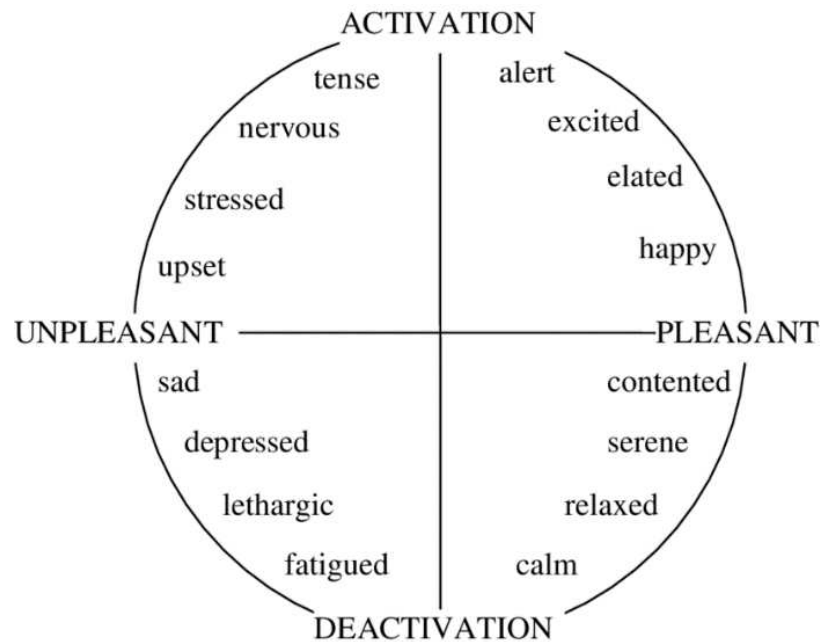 ACTIVATION
tense alert
nervous excited
elated
stressed
happy
upset
UNPLEASANT PLEASANT
sad contented
depressed serene
lethargic relaxed
fatigued calm
DEACTIVATION